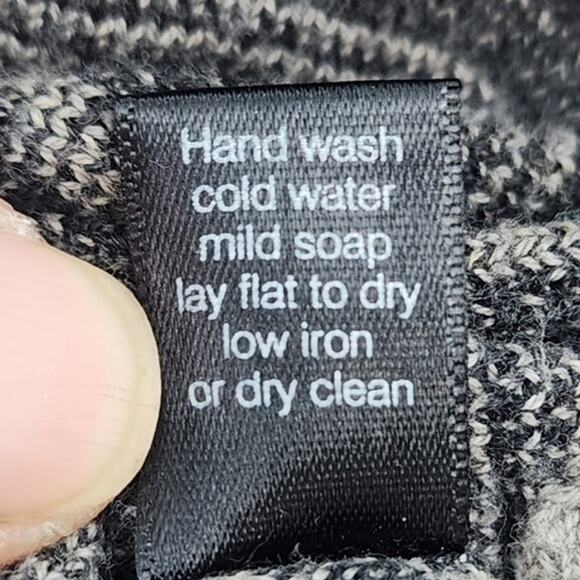 Hand wash
cold water
mild soap
lay flat to dry
low iron
or dry clean